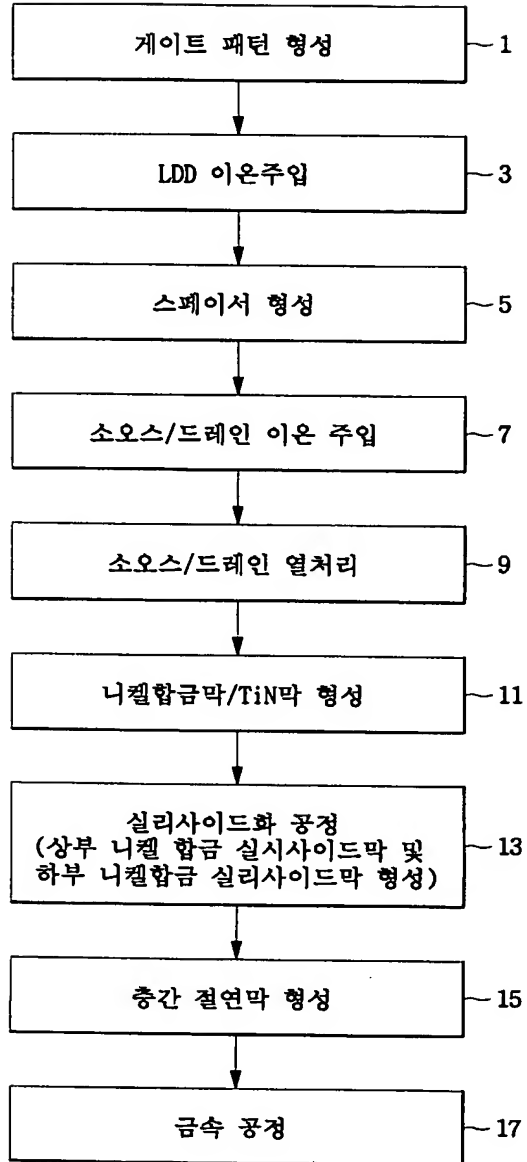 게이트 패턴 형성
1
LDD 이온주입
3
스페이서 형성
5
소오스/드레인 이온 주입
7
소오스/드레인 열처리
9
니켈합금막/TiN막 형성
11
실리사이드화 공정
(상부 니켈 합금 실시사이드막 및
하부 니켈합금 실리사이드막 형성)
13
층간 절연막 형성
15
금속 공정
17